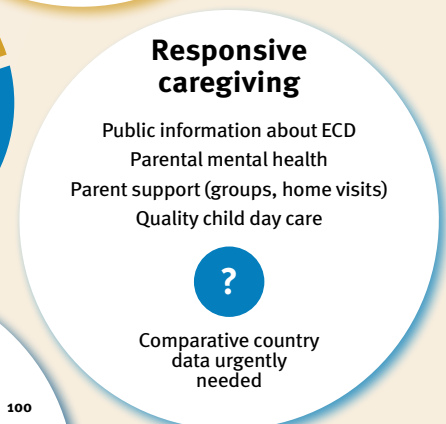 Responsive
caregiving
Public information about ECD
Parental mental health
Parent support (groups, home visits)
Quality child day care
?
Comparative country
data urgently
needed
100